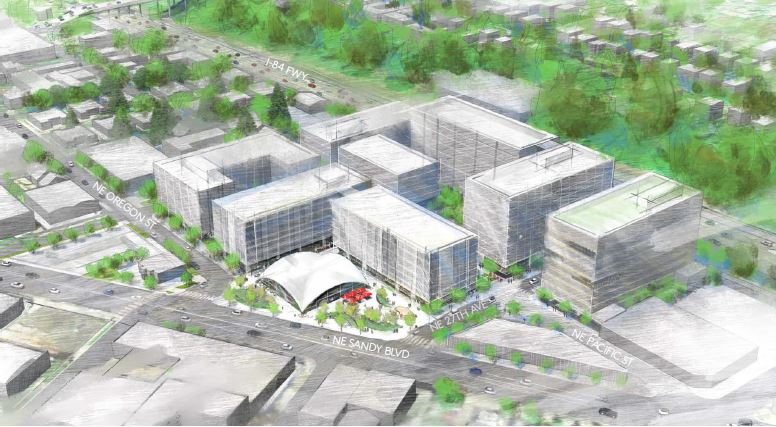 I-84 FWY.
NE OREGON ST.
NE 27TH AVE
NE SANDY BLVD
NE PACIFIC ST